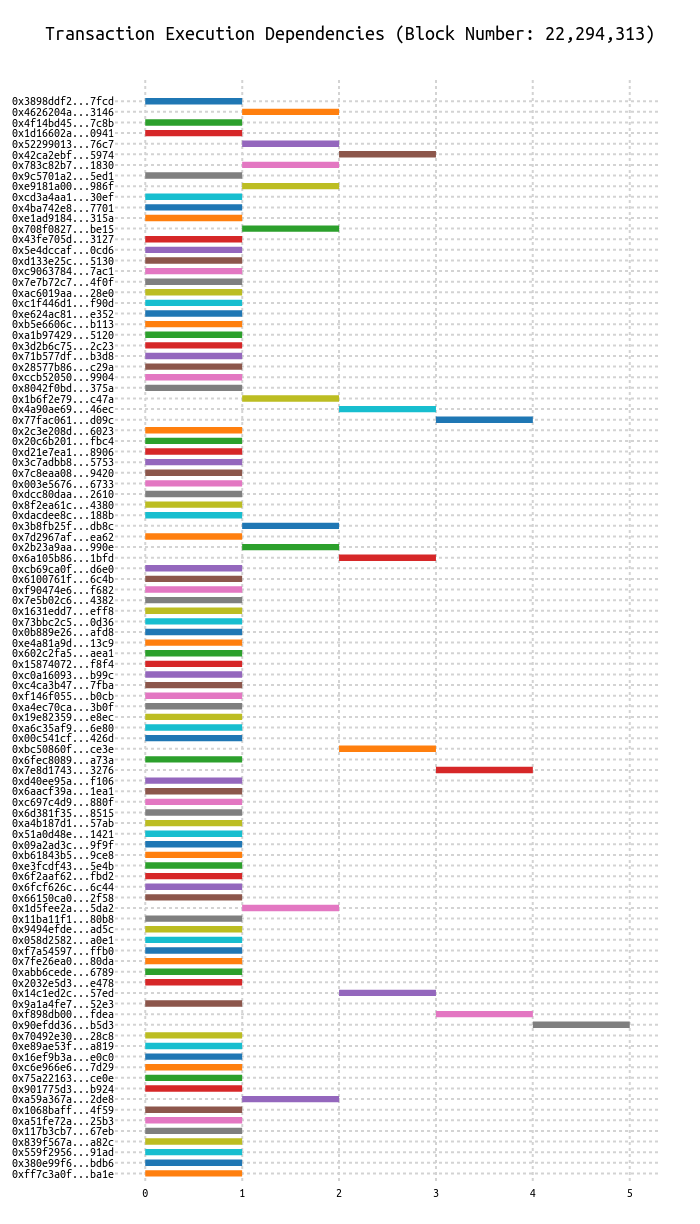 Transaction Execution Dependencies (Block Number: 22,294,313)
0x3898ddf2...7fcd
0x4626204a...3146
0x4f14bd45...7c8b
0x1d16602a...0941
0x52299013...76c7
0x42ca2ebf...5974
0x783c82b7...1830
0x9c5701a2...5ed1
0xe9181a00...986f
0xcd3a4aa1...30ef
0x4ba742e8...7701
0xe1ad9184...315a
0x708f0827...be15
0x43fe705d...3127
0x5e4dccaf...0cd6
0xd133e25c...5130
0xc9063784...7ac1
0x7e7b72c7...4f0f
0xac6019aa...28e0
0xc1f446d1...f90d
0xe624ac81...e352
0xb5e6606c...b113
0xa1b97429...5120
0x3d2b6c75...2c23
0x71b577df...b3d8
0x28577b86...c29a
0xccb52050...9904
0x8042f0bd...375a
0x1b6f2e79...c47a
0x4a90ae69...46ec
0x77fac061...d09c
0x2c3e208d...6023
0x20c6b201...fbc4
0xd21e7ea1...8906
0x3c7adbb8...5753
0x7c8eaa08...9420
0x003e5676...6733
0xdcc80daa...2610
0x8f2ea61c...4380
0xdacdee8c...188b
0x3b8fb25f...db8c
0x7d2967af...ea62
0x2b23a9aa...990e
0x6a105b86...1bfd
0xcb69ca0f...d6e0
0x6100761f...6c4b
0xf90474e6...f682
0x7e5b02c6...4382
0x1631edd7...eff8
0x73bbc2c5...0d36
0x0b889e26...afd8
0xe4a81a9d...13c9
0x602c2fa5...aea1
0x15874072...f8f4
0xc0a16093...b99c
0xc4ca3b47...7fba
0xf146f055...b0cb
0xa4ec70ca...3b0f
0x19e82359...e8ec
0xa6c35af9...6e80
0x00c541cf...426d
0xbc50860f...ce3e
0x6fec8089...a73a
0x7e8d1743...3276
0xd40ee95a...f106
0x6aacf39a...1ea1
0xc697c4d9...880f
0x6d381f35...8515
0xa4b187d1...57ab
0x51a0d48e...1421
0x09a2ad3c...9f9f
0xb61843b5...9ce8
0xe3fcdf43...5e4b
0x6f2aaf62...fbd2
0x6fcf626c...6c44
0x66150ca0...2f58
0x1d5fee2a...5da2
0x11ba11f1...80b8
0x9494efde...ad5c
0x058d2582...a0e1
0xf7a54597...ffb0
0x7fe26ea0...80da
0xabb6cede...6789
0x2032e5d3...e478
0x14c1ed2c...57ed
0x9a1a4fe7...52e3
0xf898db00...fdea
0x90efdd36...b5d3
0x70492e30...28c8
0xe89ae53f...a819
0x16ef9b3a...e0c0
0xc6e966e6...7d29
0x75a22163...ce0e
0x901775d3...b924
0xa59a367a...2de8
0x1068baff...4f59
0xa51fe72a...25b3
0x117b3cb7...67eb
0x839f567a...a82c
0x559f2956...91ad
0x380e99f6...bdb6
0xff7c3a0f...ba1e
0 1 2 3 4 5